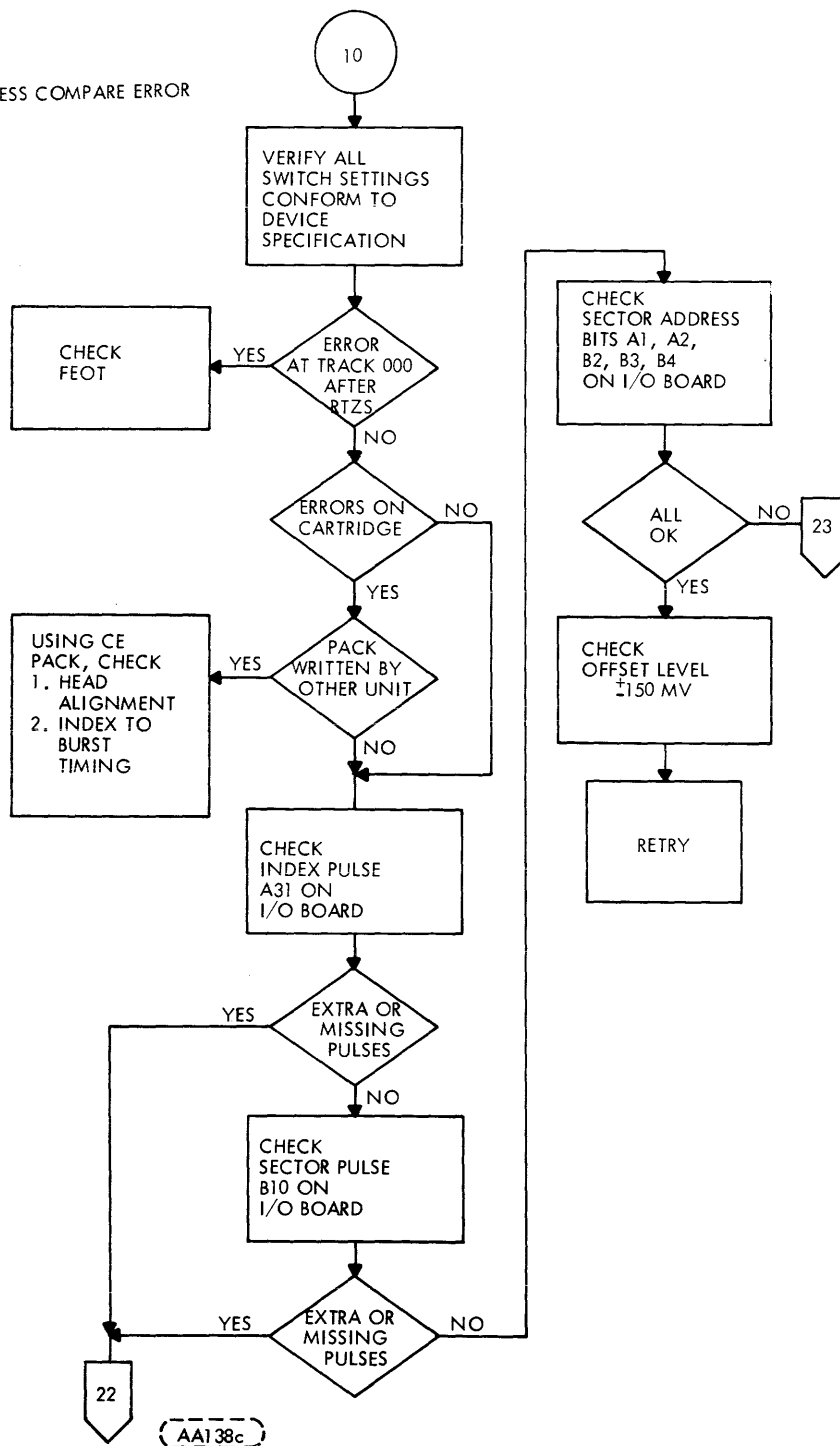 10
ESS COMPARE ERROR
VERIFY ALL
SWITCH SETTINGS
CONFORM TO
DEVICE
SPECIFICATION
CHECK
FEOT
YES
ERROR
AT TRACK 000
AFTER
RTZS
NO
ERRORS ON
CARTRIDGE
NO
YES
USING CE
PACK, CHECK
1. HEAD
ALIGNMENT
2. INDEX TO
BURST
TIMING
YES
PACK
WRITTEN BY
OTHER UNIT
NO
CHECK
INDEX PULSE
A31 ON
I/O BOARD
YES
EXTRA OR
MISSING
PULSES
NO
CHECK
SECTOR PULSE
B10 ON
I/O BOARD
YES
EXTRA OR
MISSING
PULSES
NO
22
AA138c
CHECK
SECTOR ADDRESS
BITS A1, A2,
B2, B3, B4
ON I/O BOARD
ALL
OK
NO
23
YES
CHECK
OFFSET LEVEL
±150 MV
RETRY